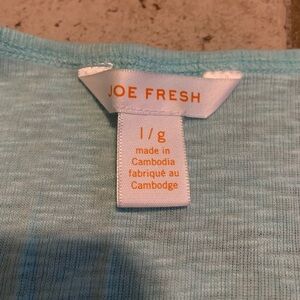 JOE FRESH
l/g
made in
Cambodia
fabriqué au
Cambodge